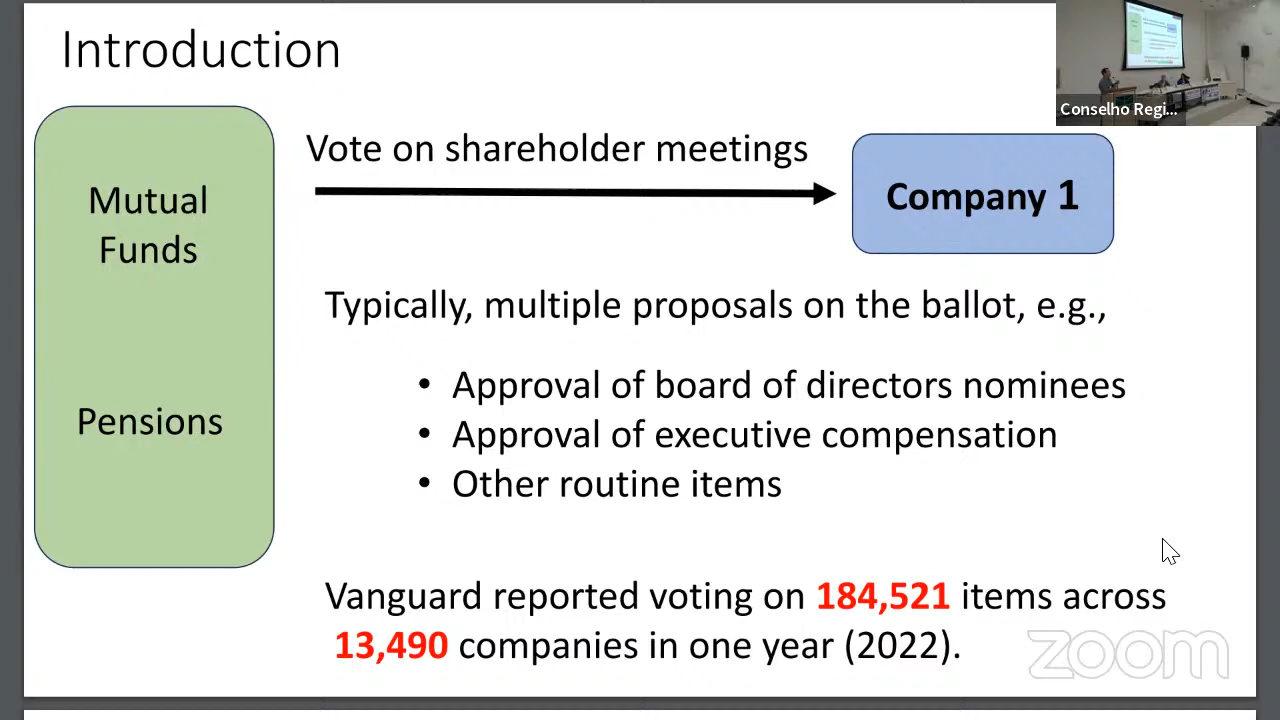 Introduction
Conselho Regi...
Mutual
Funds
Pensions
Vote on shareholder meetings
Company 1
Typically, multiple proposals on the ballot, e.g.,
• Approval of board of directors nominees
• Approval of executive compensation
• Other routine items
Vanguard reported voting on 184,521 items across
13,490 companies in one year (2022).
zoom